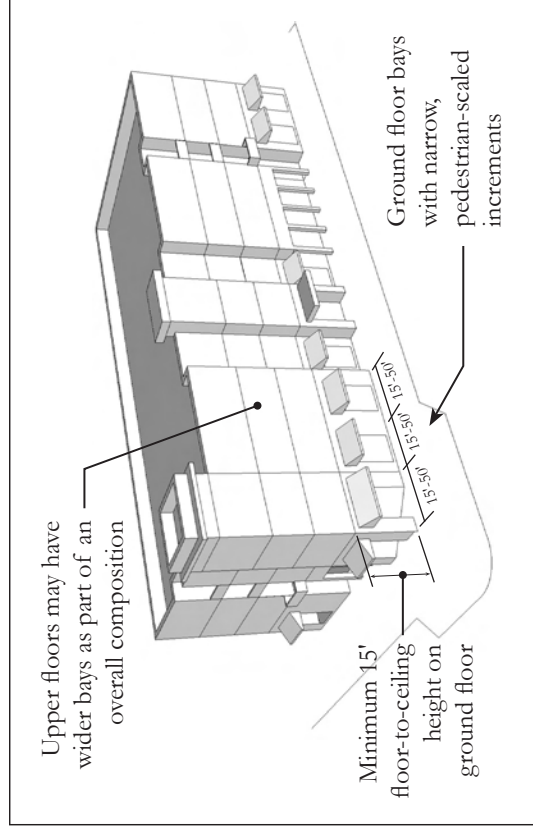 Upper floors may have
wider bays as part of an
overall composition
Minimum 15'
floor-to-ceiling
height on
ground floor
15'-50'
15'-50'
15'-50'
Ground floor bays
with narrow,
pedestrian-scaled
increments